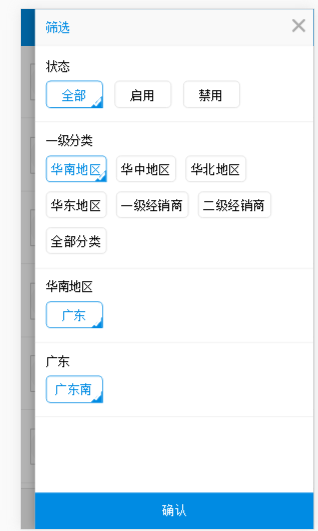 筛选
状态
全部 启用 禁用
一级分类
华南地区 华中地区 华北地区
华东地区 一级经销商 二级经销商
全部分类
华南地区
广东
广东
广东南
确认